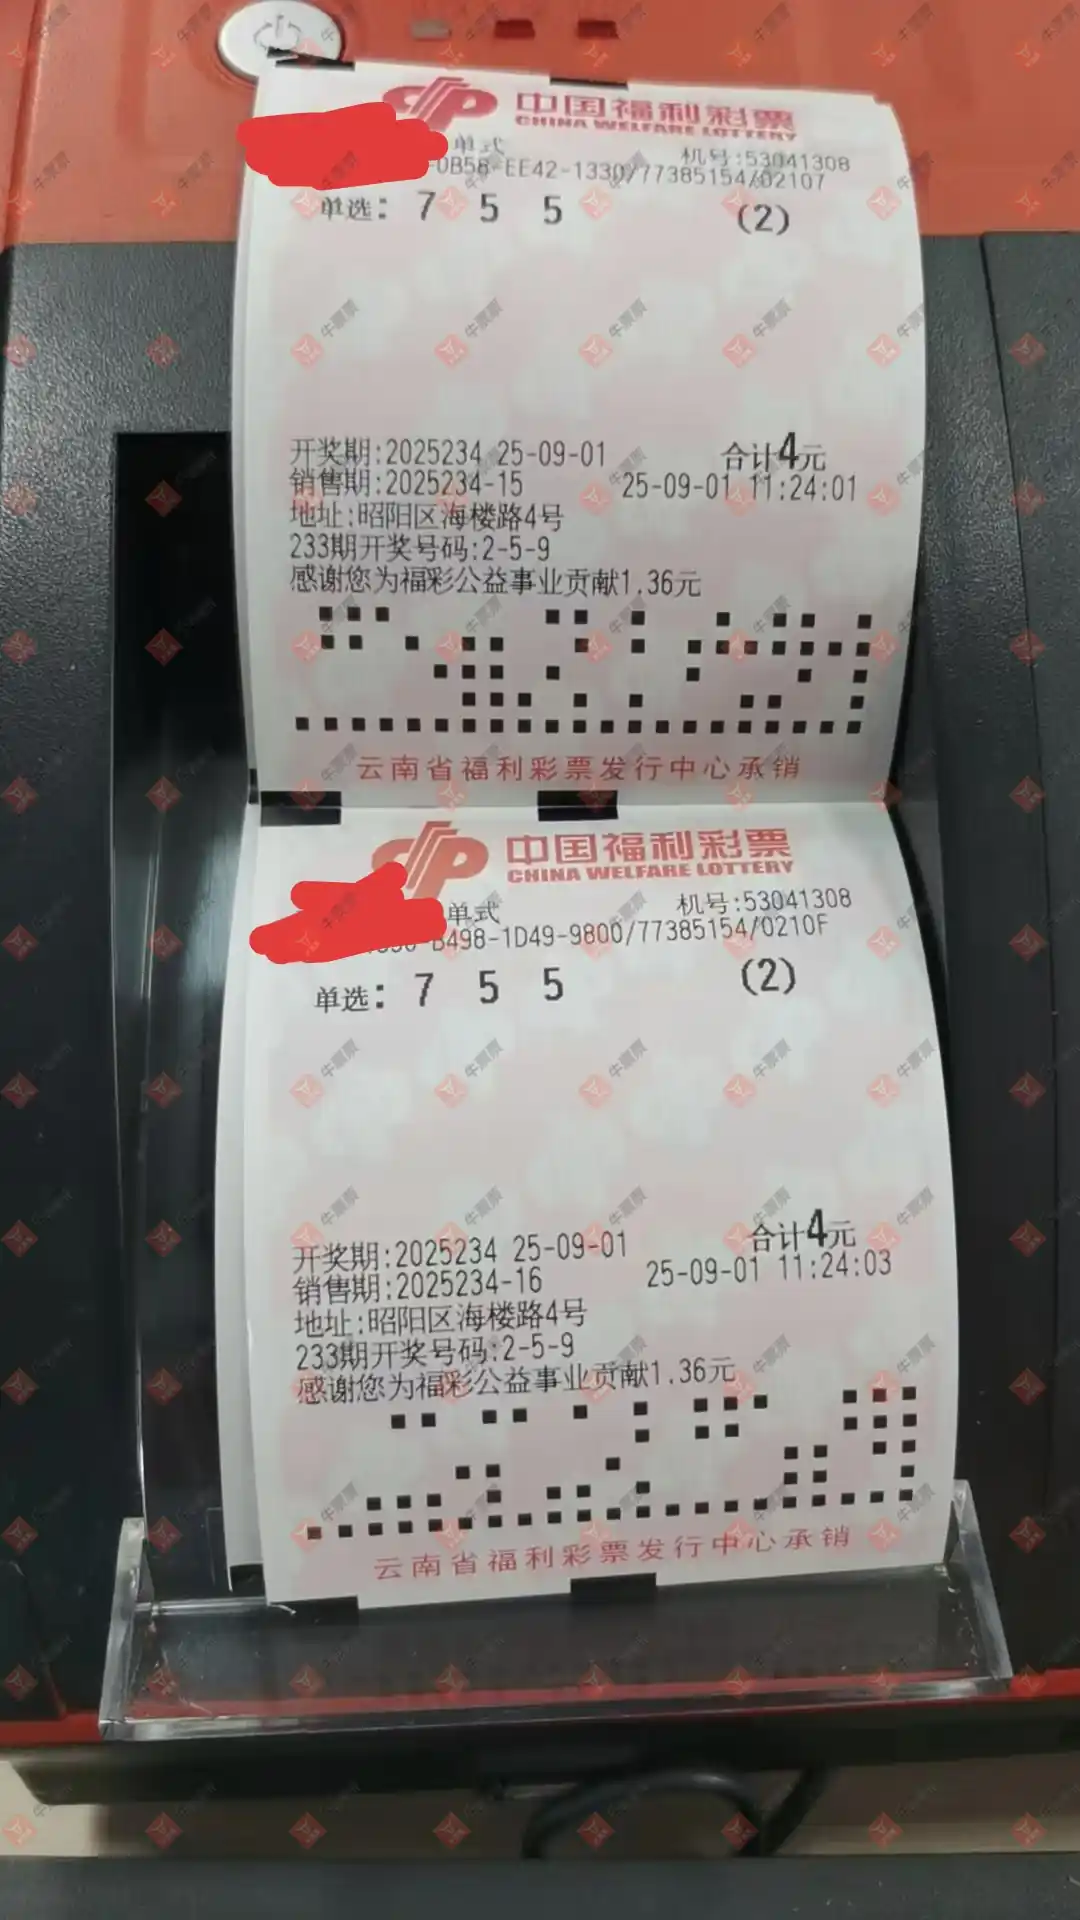 中国福利彩票
CHINA WELFARE LOTTERY
单式 机号:53041308
-0B58-EE42-1330/77385154/02107
单选: 7 5 5 (2)
开奖期:2025234 25-09-01 合计4元
销售期:2025234-15 25-09-01 11:24:01
地址:昭阳区海楼路4号
233期开奖号码:2-5-9
感谢您为福彩公益事业贡献1.36元
云南省福利彩票发行中心承销
中国福利彩票
CHINA WELFARE LOTTERY
单式 机号:53041308
-B498-1D49-9800/77385154/0210F
单选: 7 5 5 (2)
开奖期:2025234 25-09-01 合计4元
销售期:2025234-16 25-09-01 11:24:03
地址:昭阳区海楼路4号
233期开奖号码:2-5-9
感谢您为福彩公益事业贡献1.36元
云南省福利彩票发行中心承销
牛票票